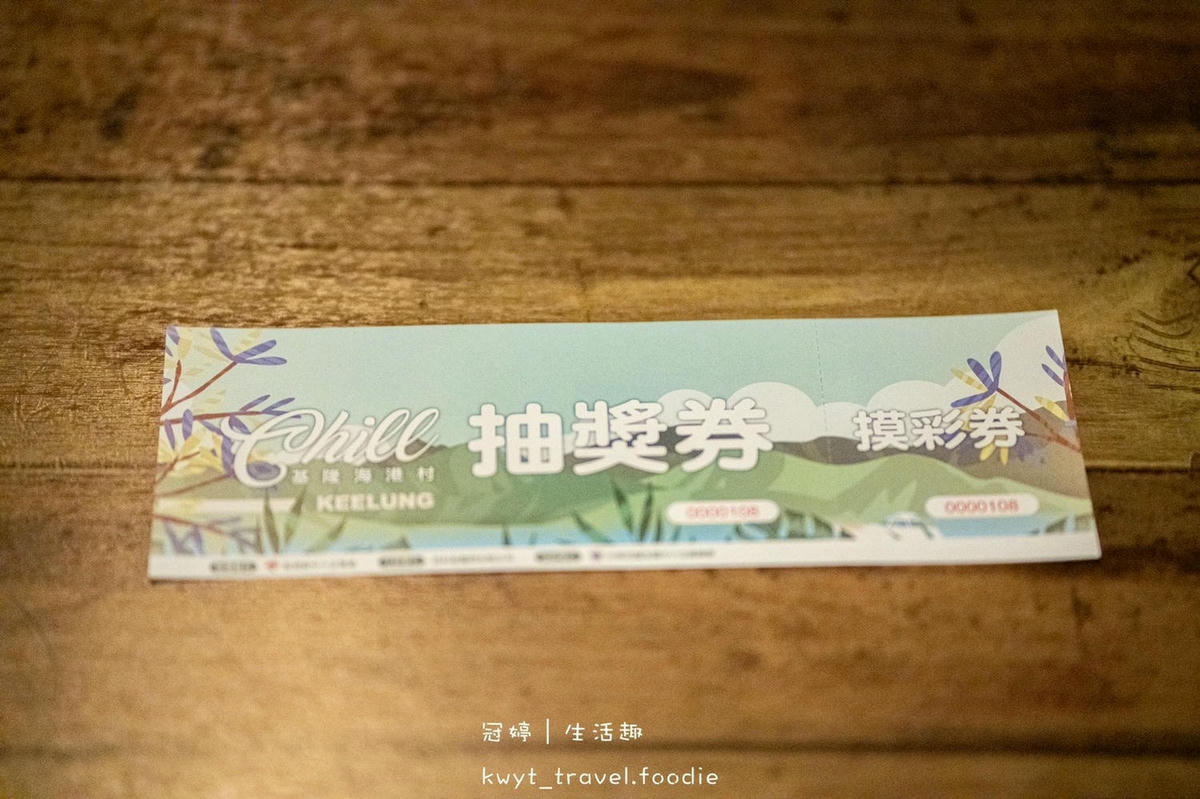 Chill
基隆海港村
KEELUNG
抽獎券
0000108
摸彩券
0000108
冠婷｜生活趣
kwyt_travel.foodie